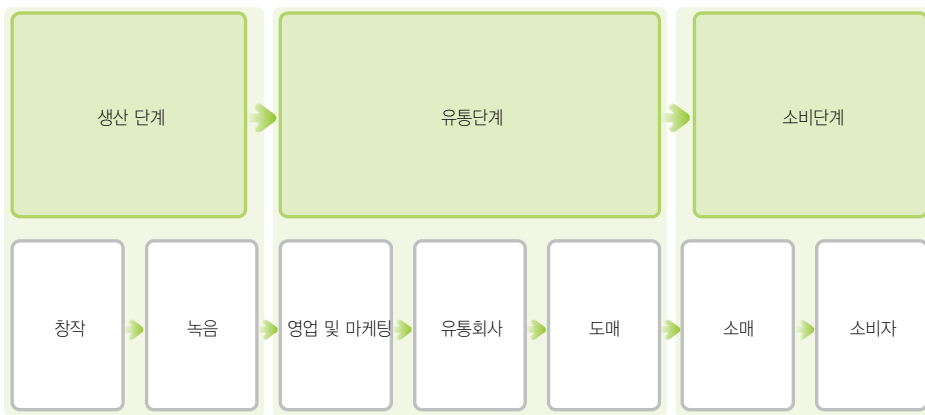 생산 단계
유통단계
소비단계
창작
녹음
영업 및 마케팅
유통회사
도매
소매
소비자